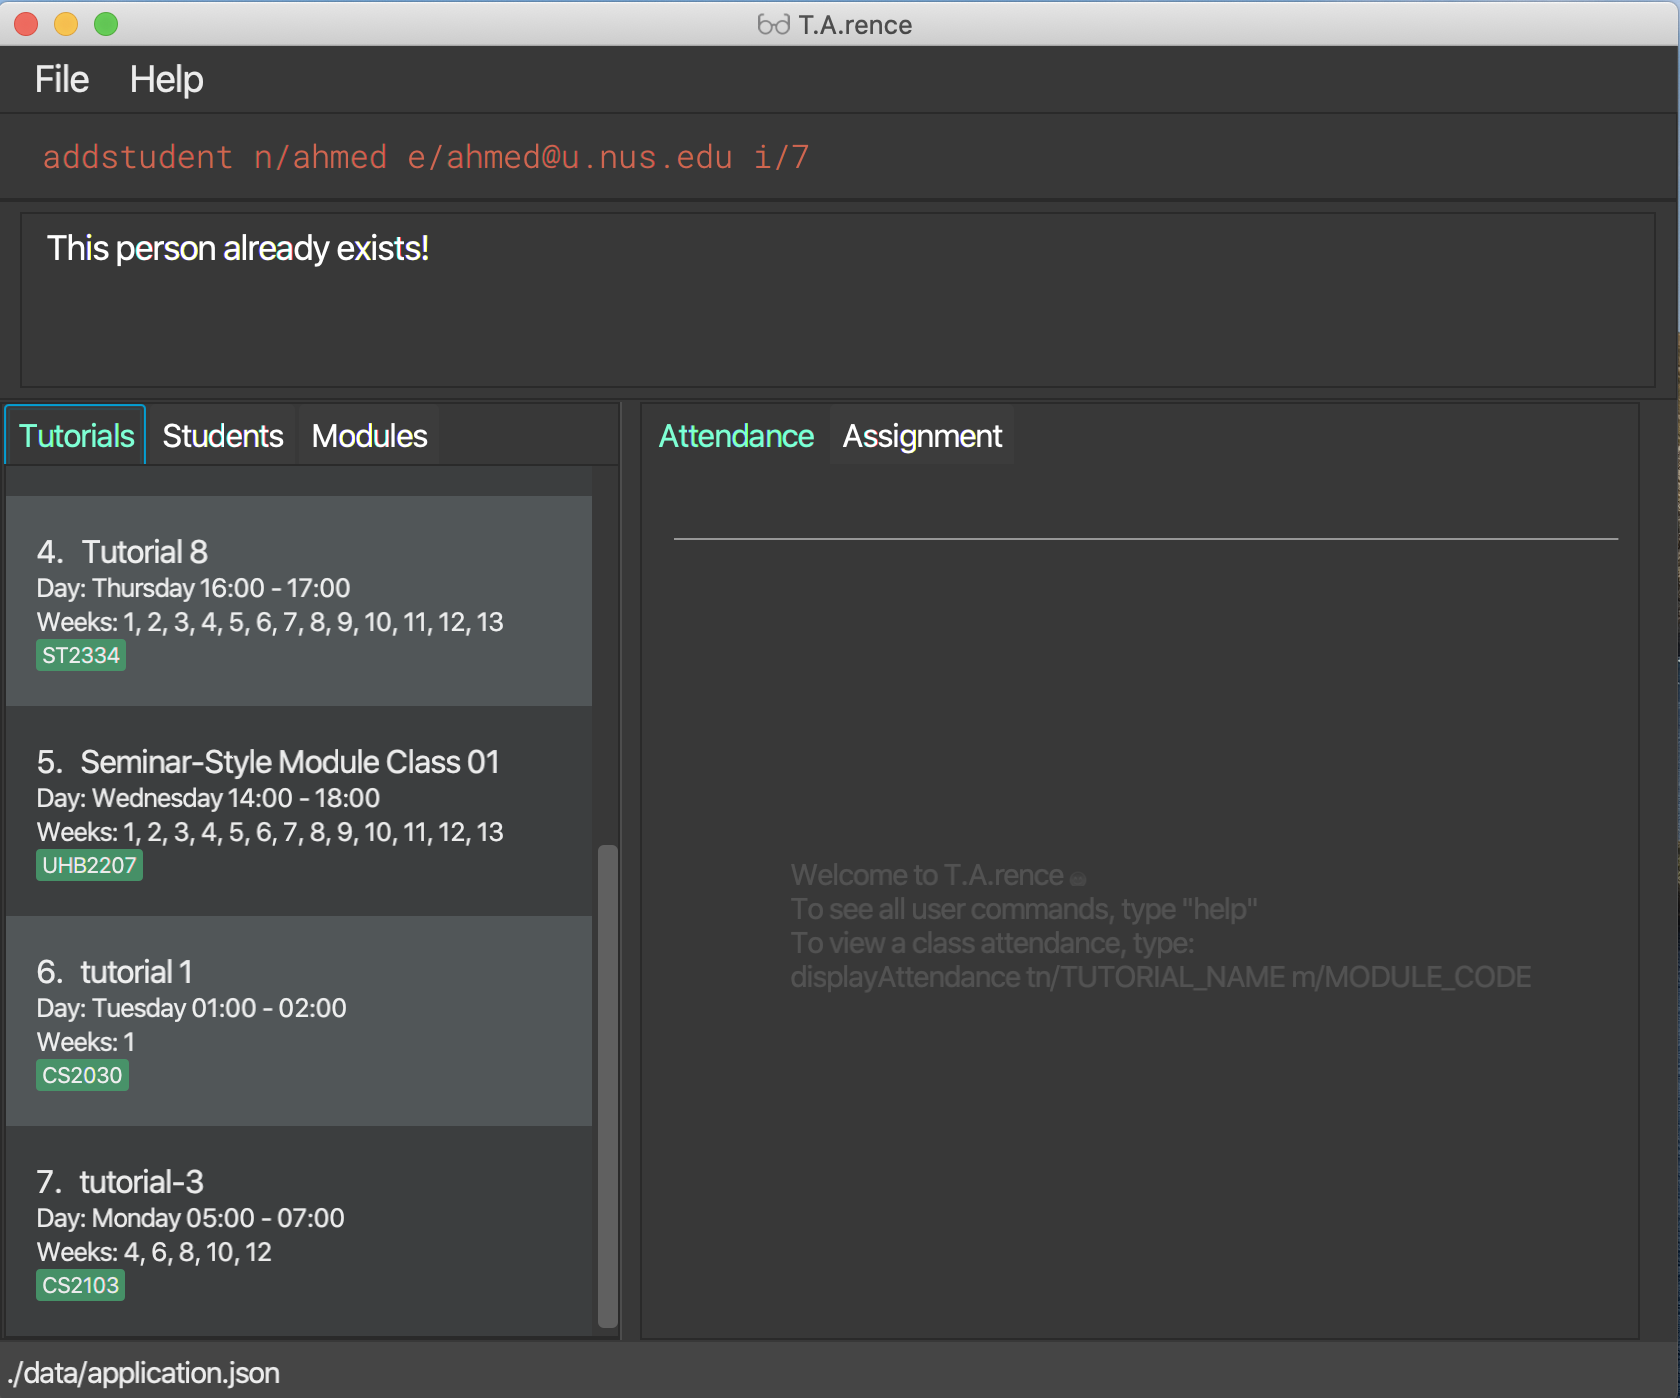 T.A.rence
File Help
addstudent n/ahmed e/ahmed@u.nus.edu i/7
This person already exists!
Tutorials Students Modules
4. Tutorial 8
Day: Thursday 16:00 - 17:00
Weeks: 1, 2, 3, 4, 5, 6, 7, 8, 9, 10, 11, 12, 13
ST2334
5. Seminar-Style Module Class 01
Day: Wednesday 14:00 - 18:00
Weeks: 1, 2, 3, 4, 5, 6, 7, 8, 9, 10, 11, 12, 13
UHB2207
6. tutorial 1
Day: Tuesday 01:00 - 02:00
Weeks: 1
CS2030
7. tutorial-3
Day: Monday 05:00 - 07:00
Weeks: 4, 6, 8, 10, 12
CS2103
Attendance Assignment
Welcome to T.A.rence
To see all user commands, type "help"
To view a class attendance, type:
displayAttendance tn/TUTORIAL_NAME m/MODULE_CODE
./data/application.json